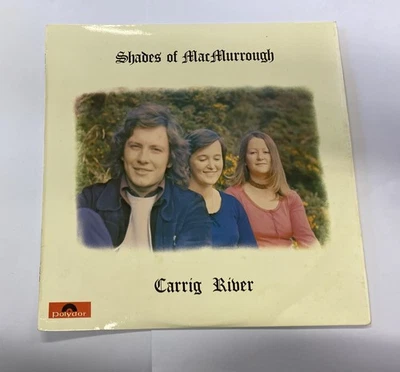 Shades of MacMurrough
Carrig River
Polydor